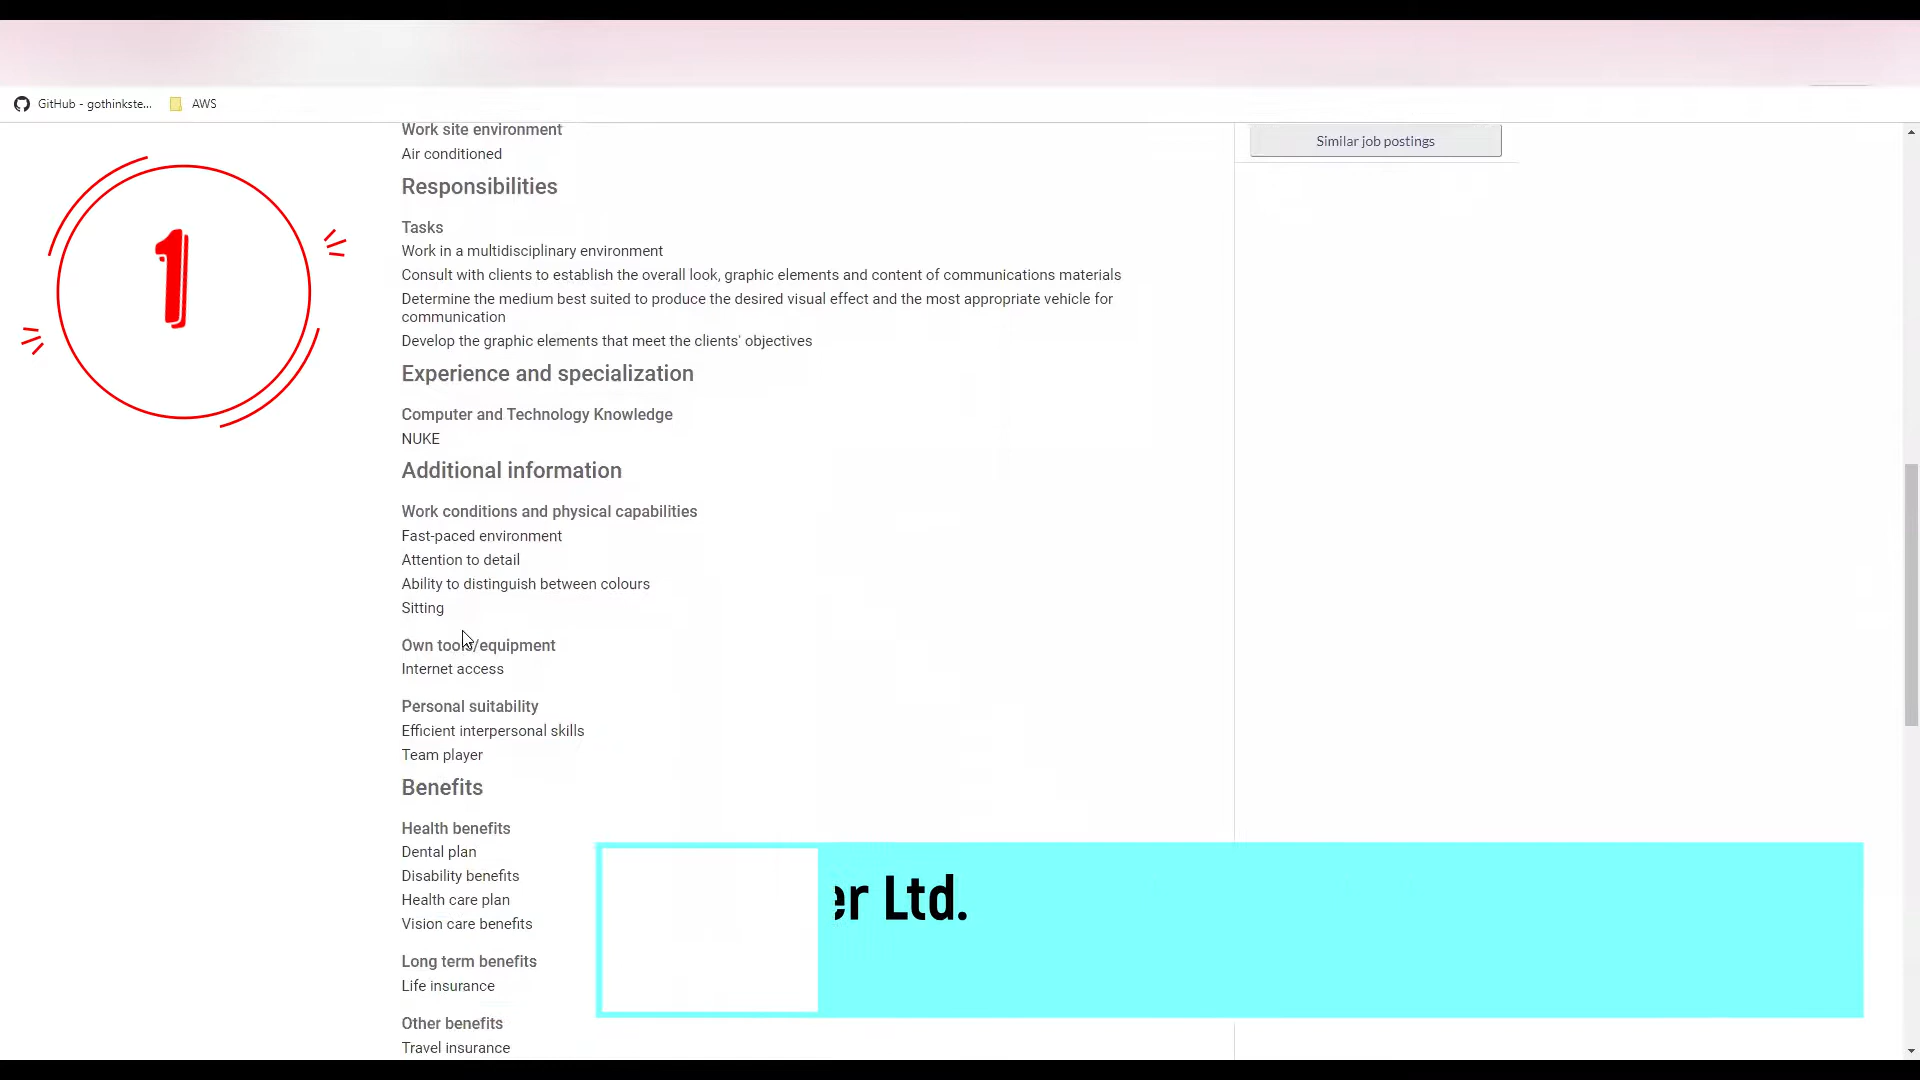 GitHub - gothinkste...
AWS
Work site environment
Air conditioned
Similar job postings
Responsibilities
Tasks
Work in a multidisciplinary environment
Consult with clients to establish the overall look, graphic elements and content of communications materials
Determine the medium best suited to produce the desired visual effect and the most appropriate vehicle for
communication
Develop the graphic elements that meet the clients' objectives
1
Experience and specialization
Computer and Technology Knowledge
NUKE
Additional information
Work conditions and physical capabilities
Fast-paced environment
Attention to detail
Ability to distinguish between colours
Sitting
Own tools/equipment
Internet access
Personal suitability
Efficient interpersonal skills
Team player
Benefits
Health benefits
Dental plan
Disability benefits
Health care plan
Vision care benefits
Long term benefits
Life insurance
Other benefits
Travel insurance
er Ltd.